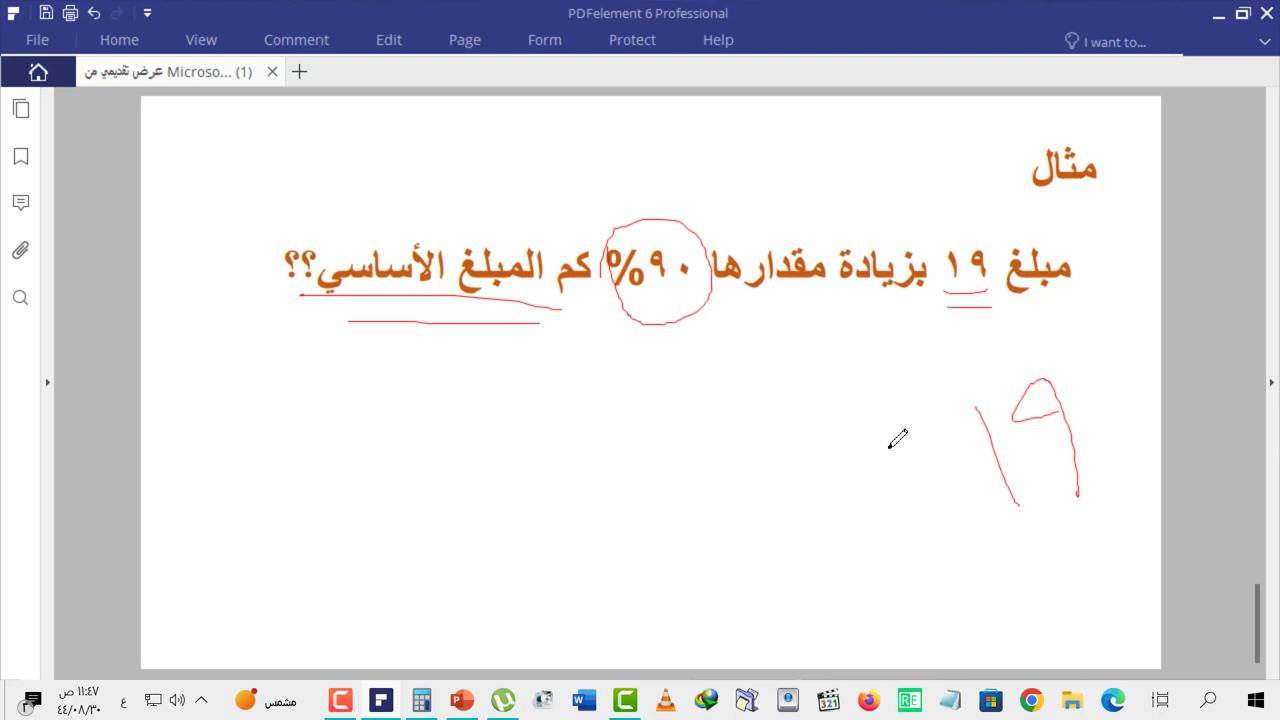 PDFelement 6 Professional
File Home View Comment Edit Page Form Protect Help I want to...
عرض تقديمي من Microso... (1)
مثال
مبلغ ١٩ بزيادة مقدارها ٩٠% كم المبلغ الأساسي؟؟
١٩
مشمس ع ١١:٤٧ ص
٤٤/٠٨/٣٠